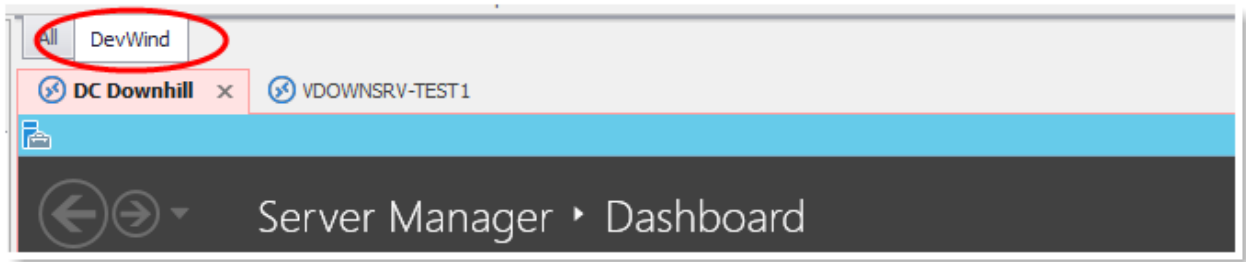 All DevWind
DC Downhill VDOWNSRV-TEST1
Server Manager ‣ Dashboard